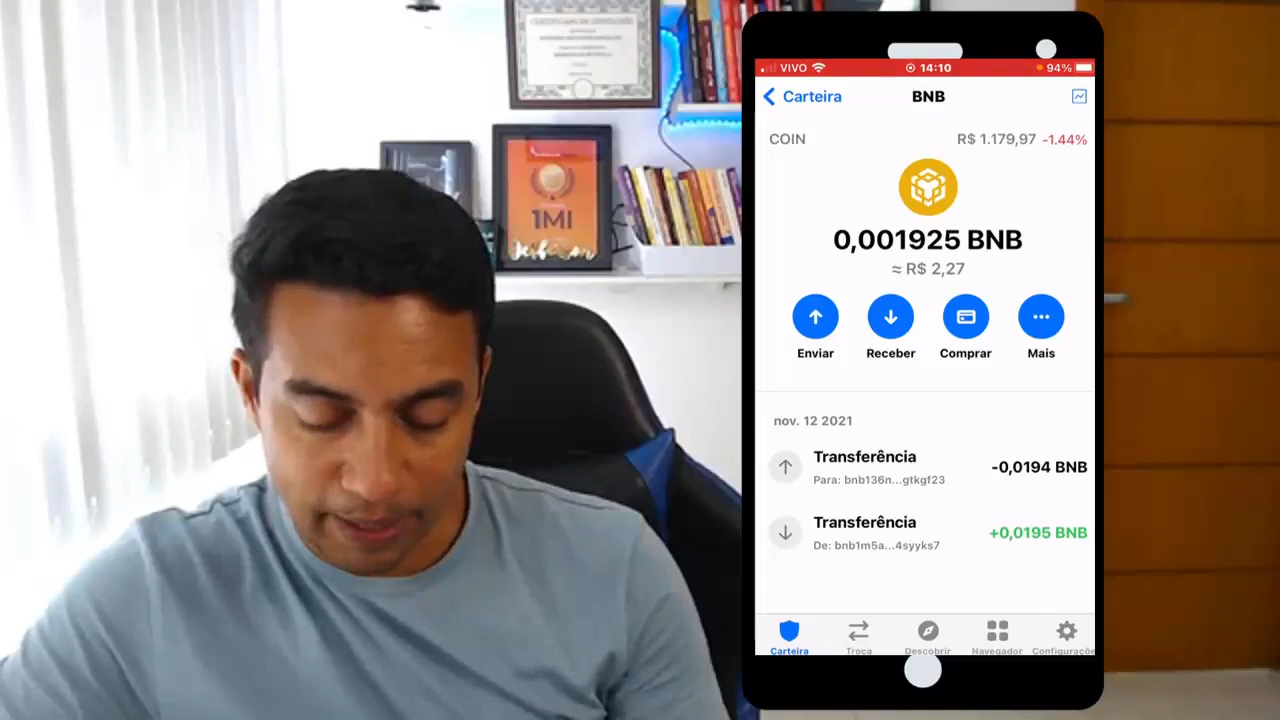 1MI
VIVO 14:10 94%
Carteira BNB
COIN R$ 1.179,97 -1.44%
0,001925 BNB
≈ R$ 2,27
Enviar Receber Comprar Mais
nov. 12 2021
Transferência -0,0194 BNB
Para: bnb136n...gtkgf23
Transferência +0,0195 BNB
De: bnb1m5a...4syyks7
Carteira Troca Descobrir Navegador Configuraçõe